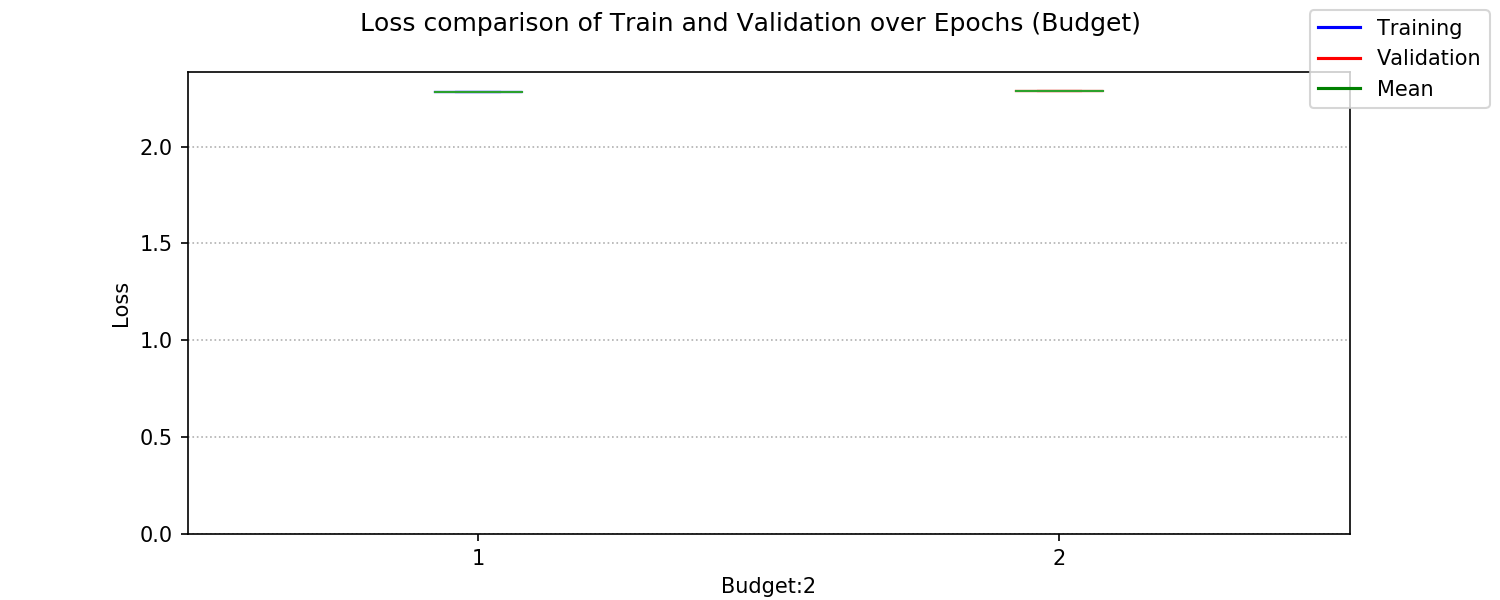 Loss comparison of Train and Validation over Epochs (Budget)
Training
Validation
Mean
2.0
1.5
1.0
0.5
0.0
Loss
1
2
Budget:2